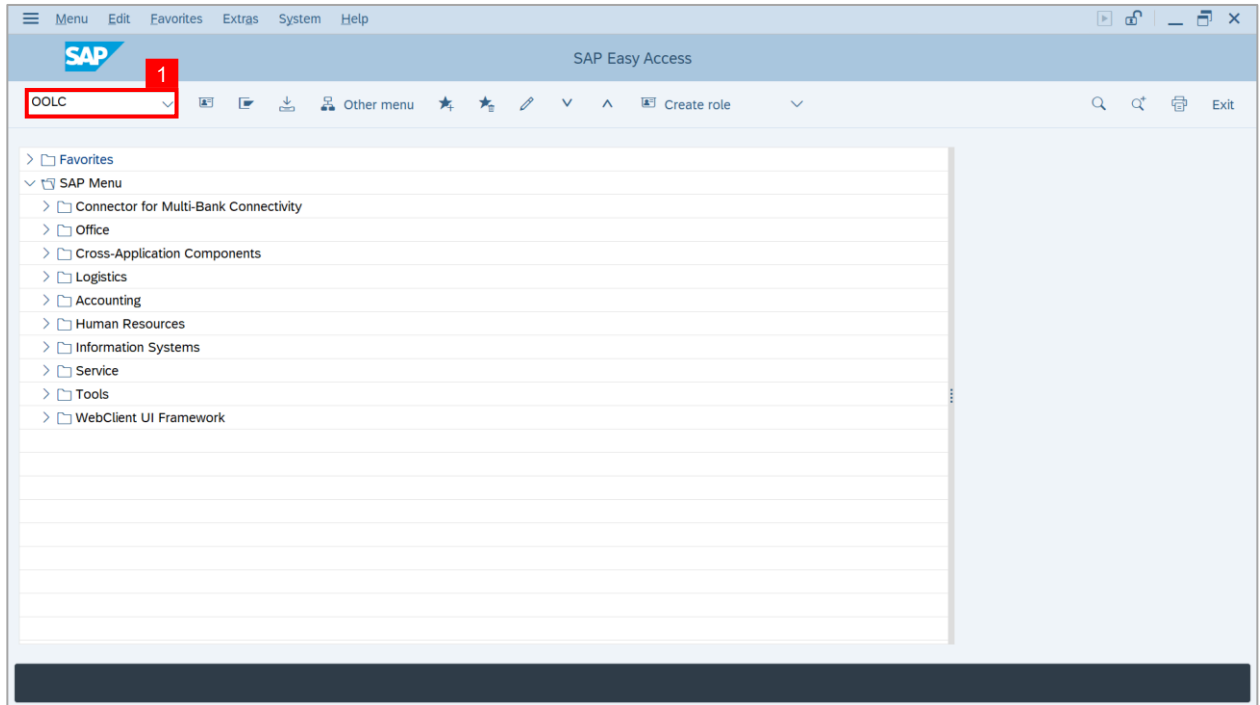 Menu Edit Favorites Extras System Help
SAP SAP Easy Access
1
OOLC Other menu Create role Exit
Favorites
SAP Menu
Connector for Multi-Bank Connectivity
Office
Cross-Application Components
Logistics
Accounting
Human Resources
Information Systems
Service
Tools
WebClient UI Framework